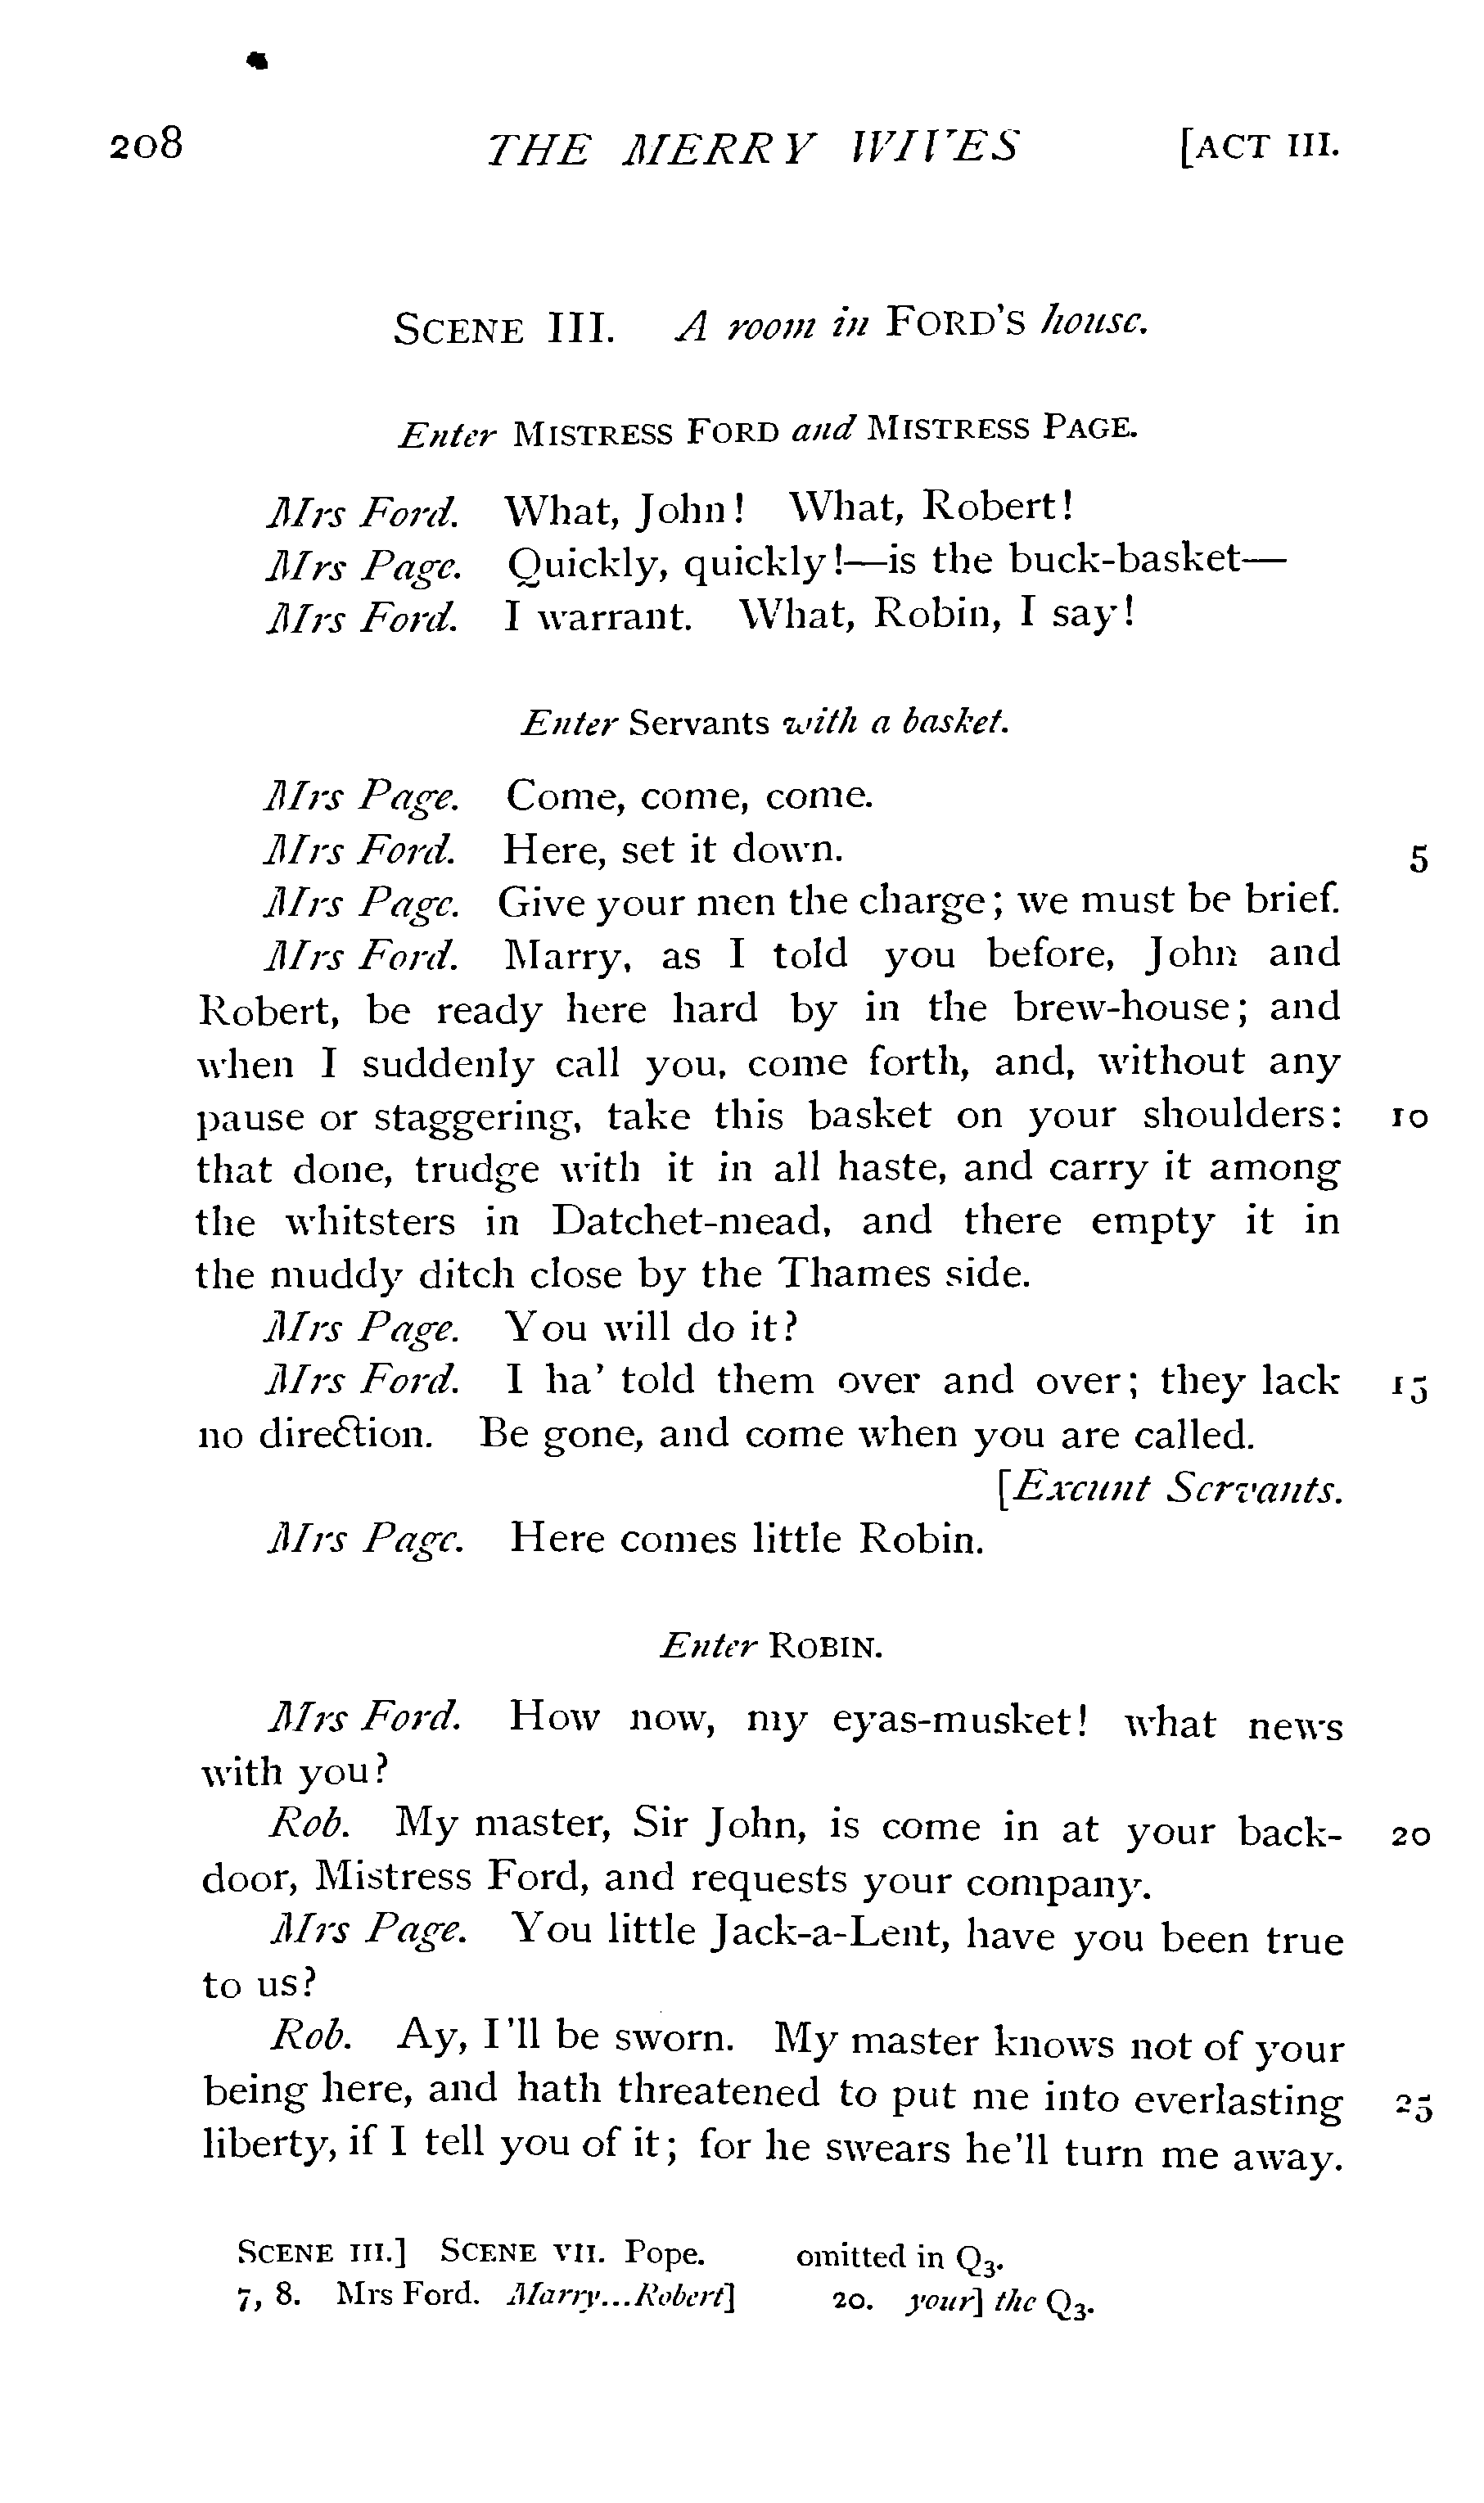 208 THE MERRY WIVES [ACT III.
SCENE III. A room in FORD'S house.
Enter MISTRESS FORD and MISTRESS PAGE.
Mrs Ford. What, John! What, Robert!
Mrs Page. Quickly, quickly!—is the buck-basket—
Mrs Ford. I warrant. What, Robin, I say!
Enter Servants with a basket.
Mrs Page. Come, come, come.
Mrs Ford. Here, set it down. 5
Mrs Page. Give your men the charge; we must be brief.
Mrs Ford. Marry, as I told you before, John and
Robert, be ready here hard by in the brew-house; and
when I suddenly call you, come forth, and, without any
pause or staggering, take this basket on your shoulders: 10
that done, trudge with it in all haste, and carry it among
the whitsters in Datchet-mead, and there empty it in
the muddy ditch close by the Thames side.
Mrs Page. You will do it?
Mrs Ford. I ha' told them over and over; they lack 15
no direction. Be gone, and come when you are called.
[Exeunt Servants.
Mrs Page. Here comes little Robin.
Enter ROBIN.
Mrs Ford. How now, my eyas-musket! what news
with you?
Rob. My master, Sir John, is come in at your back- 20
door, Mistress Ford, and requests your company.
Mrs Page. You little Jack-a-Lent, have you been true
to us?
Rob. Ay, I'll be sworn. My master knows not of your
being here, and hath threatened to put me into everlasting 25
liberty, if I tell you of it; for he swears he'll turn me away.
SCENE III.] SCENE VII. Pope.
7, 8. Mrs Ford. Marry...Robert]
omitted in Q3.
20. your] the Q3.